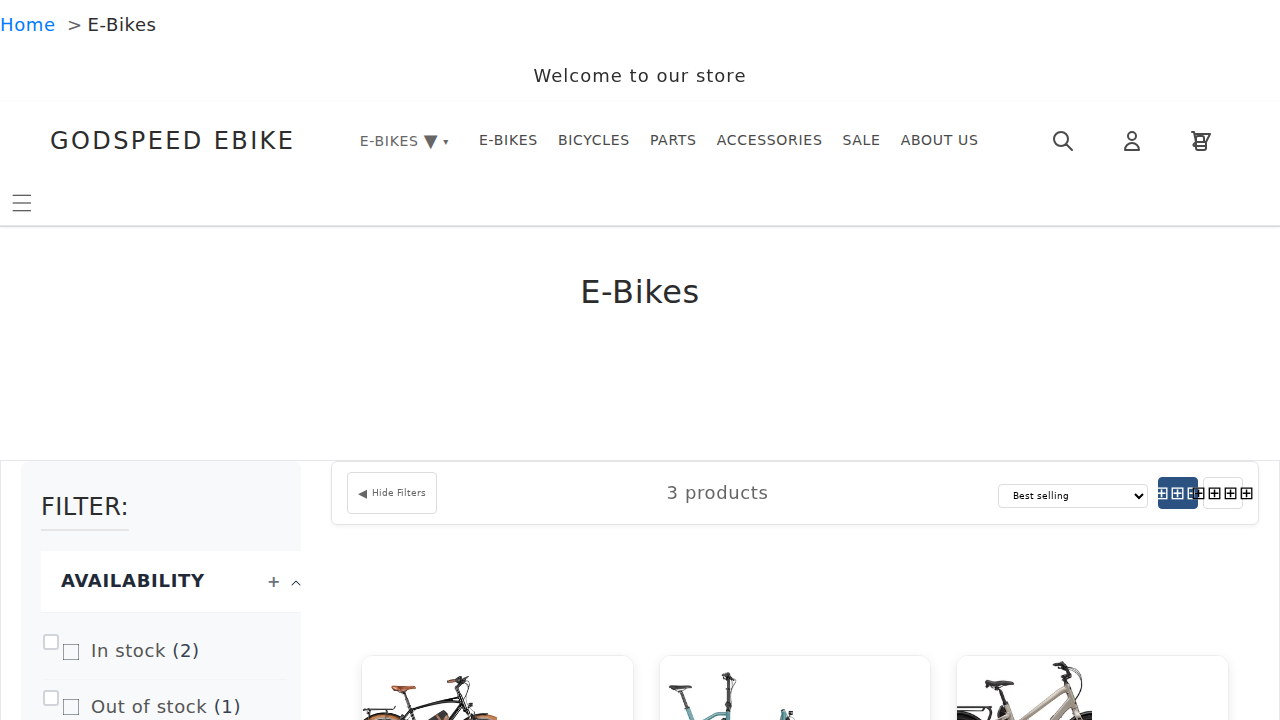 Home > E-Bikes
Welcome to our store
GODSPEED EBIKE
E-BIKES ▼ ▾ E-BIKES BICYCLES PARTS ACCESSORIES SALE ABOUT US
E-Bikes
FILTER:
◀ Hide Filters
3 products
Best selling
AVAILABILITY +
In stock (2)
Out of stock (1)